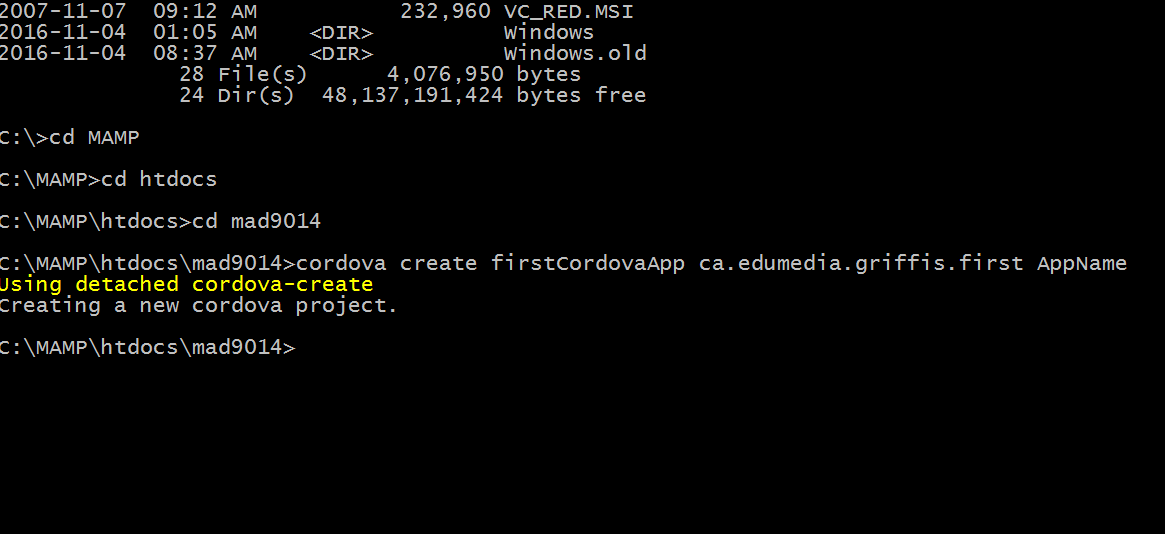 2007-11-07  09:12 AM           232,960 VC_RED.MSI
2016-11-04  01:05 AM    <DIR>          Windows
2016-11-04  08:37 AM    <DIR>          Windows.old
              28 File(s)      4,076,950 bytes
              24 Dir(s)  48,137,191,424 bytes free
C:\>cd MAMP
C:\MAMP>cd htdocs
C:\MAMP\htdocs>cd mad9014
C:\MAMP\htdocs\mad9014>cordova create firstCordovaApp ca.edumedia.griffis.first AppName
Using detached cordova-create
Creating a new cordova project.
C:\MAMP\htdocs\mad9014>